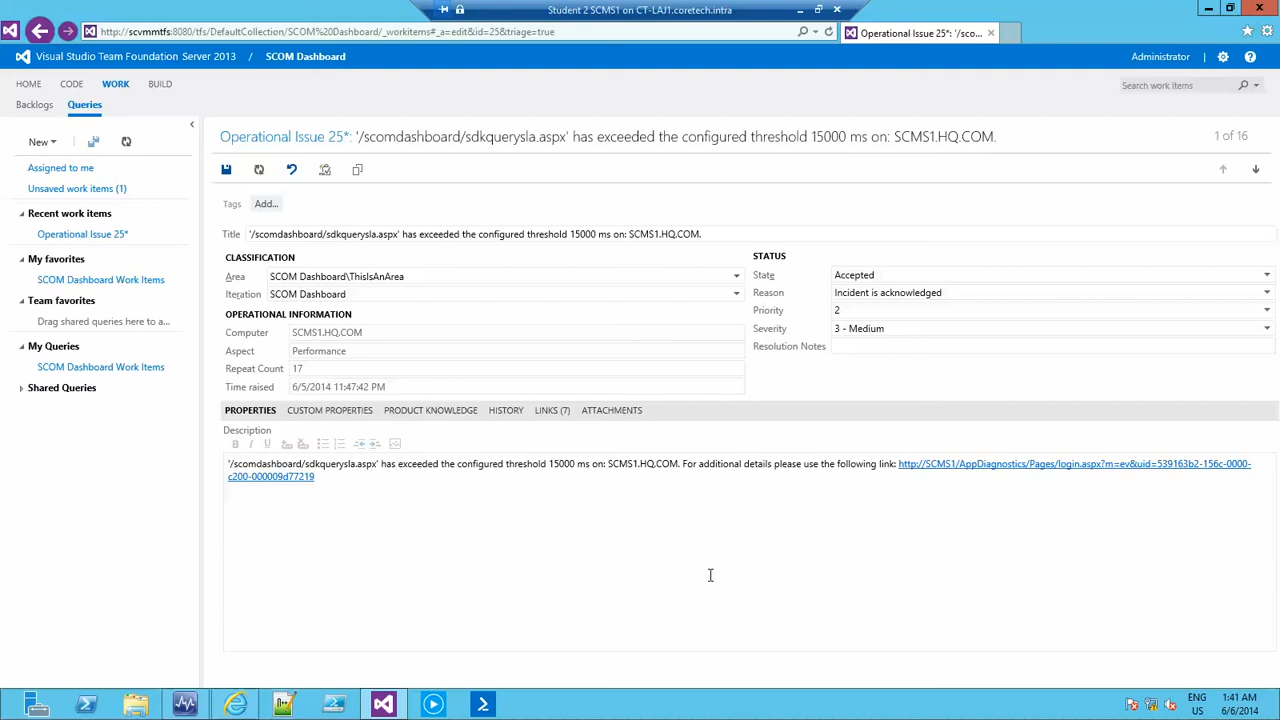 Student 2 SCMS1 on CT-LAJ1.coretech.intra
http://scvmmtfs:8080/tfs/DefaultCollection/SCOM%20Dashboard/_workitems#_a=edit&id=25&triage=true
Operational Issue 25*: '/sco...
Visual Studio Team Foundation Server 2013 / SCOM Dashboard
Administrator
HOME CODE WORK BUILD
Search work items
Backlogs Queries
New
Assigned to me
Unsaved work items (1)
Recent work items
Operational Issue 25*
My favorites
SCOM Dashboard Work Items
Team favorites
Drag shared queries here to a...
My Queries
SCOM Dashboard Work Items
Shared Queries
Operational Issue 25*: '/scomdashboard/sdkquerysla.aspx' has exceeded the configured threshold 15000 ms on: SCMS1.HQ.COM.
1 of 16
Tags Add...
Title '/scomdashboard/sdkquerysla.aspx' has exceeded the configured threshold 15000 ms on: SCMS1.HQ.COM.
CLASSIFICATION
Area SCOM Dashboard\ThisIsAnArea
Iteration SCOM Dashboard
STATUS
State Accepted
Reason Incident is acknowledged
Priority 2
Severity 3 - Medium
Resolution Notes
OPERATIONAL INFORMATION
Computer SCMS1.HQ.COM
Aspect Performance
Repeat Count 17
Time raised 6/5/2014 11:47:42 PM
PROPERTIES CUSTOM PROPERTIES PRODUCT KNOWLEDGE HISTORY LINKS (7) ATTACHMENTS
Description
B I U
'/scomdashboard/sdkquerysla.aspx' has exceeded the configured threshold 15000 ms on: SCMS1.HQ.COM. For additional details please use the following link: http://SCMS1/AppDiagnostics/Pages/login.aspx?m=ev&uid=539163b2-156c-0000-
c200-000009d77219
ENG 1:41 AM
US 6/6/2014